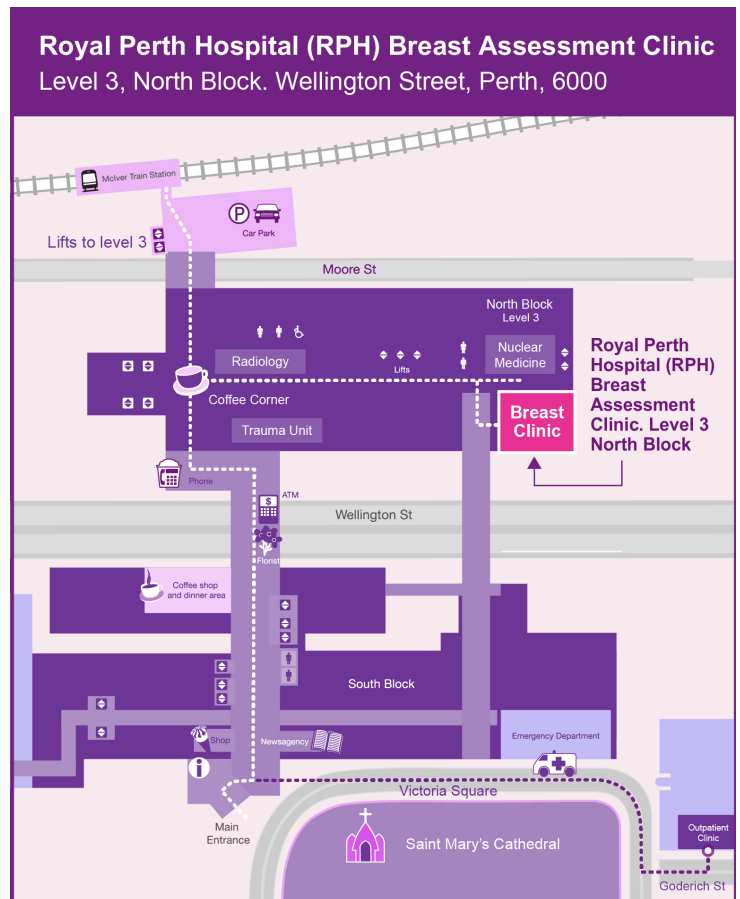 Royal Perth Hospital (RPH) Breast Assessment Clinic
Level 3, North Block. Wellington Street, Perth, 6000
McIver Train Station
P
Car Park
Lifts to level 3
Moore St
North Block
Level 3
Radiology
Lifts
Nuclear
Medicine
Royal Perth
Hospital (RPH)
Breast
Assessment
Clinic. Level 3
North Block
Coffee Corner
Breast
Clinic
Trauma Unit
Phone
$
ATM
Wellington St
Florist
Coffee shop
and dinner area
South Block
Shop
Newsagency
Emergency Department
i
Victoria Square
Main
Entrance
Saint Mary's Cathedral
Outpatient
Clinic
Goderich St